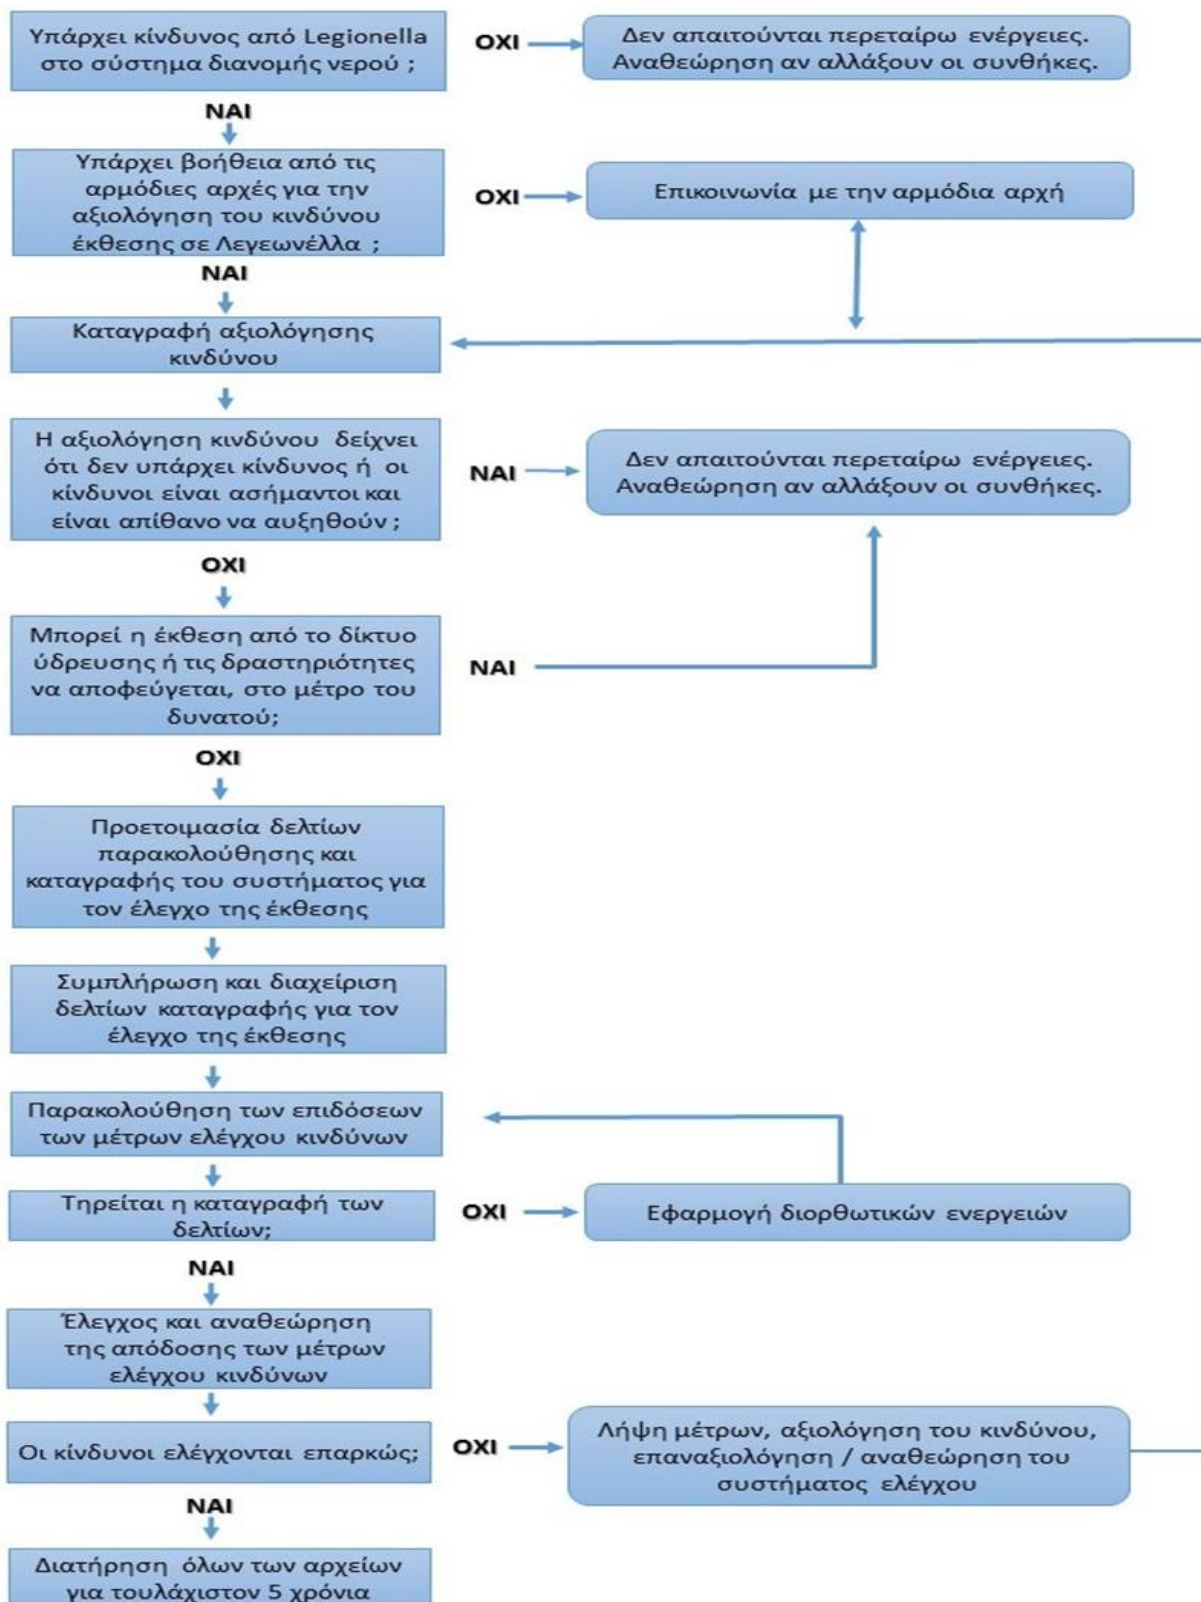 Υπάρχει κίνδυνος από Legionella
στο σύστημα διανομής νερού ;
ΟΧΙ
Δεν απαιτούνται περεταίρω ενέργειες.
Αναθεώρηση αν αλλάξουν οι συνθήκες.
ΝΑΙ
Υπάρχει βοήθεια από τις
αρμόδιες αρχές για την
αξιολόγηση του κινδύνου
έκθεσης σε Λεγεωνέλλα ;
ΟΧΙ
Επικοινωνία με την αρμόδια αρχή
ΝΑΙ
Καταγραφή αξιολόγησης
κινδύνου
Η αξιολόγηση κινδύνου δείχνει
ότι δεν υπάρχει κίνδυνος ή οι
κίνδυνοι είναι ασήμαντοι και
είναι απίθανο να αυξηθούν ;
ΝΑΙ
Δεν απαιτούνται περεταίρω ενέργειες.
Αναθεώρηση αν αλλάξουν οι συνθήκες.
ΟΧΙ
Μπορεί η έκθεση από το δίκτυο
ύδρευσης ή τις δραστηριότητες
να αποφεύγεται, στο μέτρο του
δυνατού;
ΝΑΙ
ΟΧΙ
Προετοιμασία δελτίων
παρακολούθησης και
καταγραφής του συστήματος για
τον έλεγχο της έκθεσης
Συμπλήρωση και διαχείριση
δελτίων καταγραφής για τον
έλεγχο της έκθεσης
Παρακολούθηση των επιδόσεων
των μέτρων ελέγχου κινδύνων
Τηρείται η καταγραφή των
δελτίων;
ΟΧΙ
Εφαρμογή διορθωτικών ενεργειών
ΝΑΙ
Έλεγχος και αναθεώρηση
της απόδοσης των μέτρων
ελέγχου κινδύνων
Οι κίνδυνοι ελέγχονται επαρκώς;
ΟΧΙ
Λήψη μέτρων, αξιολόγηση του κινδύνου,
επαναξιολόγηση / αναθεώρηση του
συστήματος ελέγχου
ΝΑΙ
Διατήρηση όλων των αρχείων
για τουλάχιστον 5 χρόνια